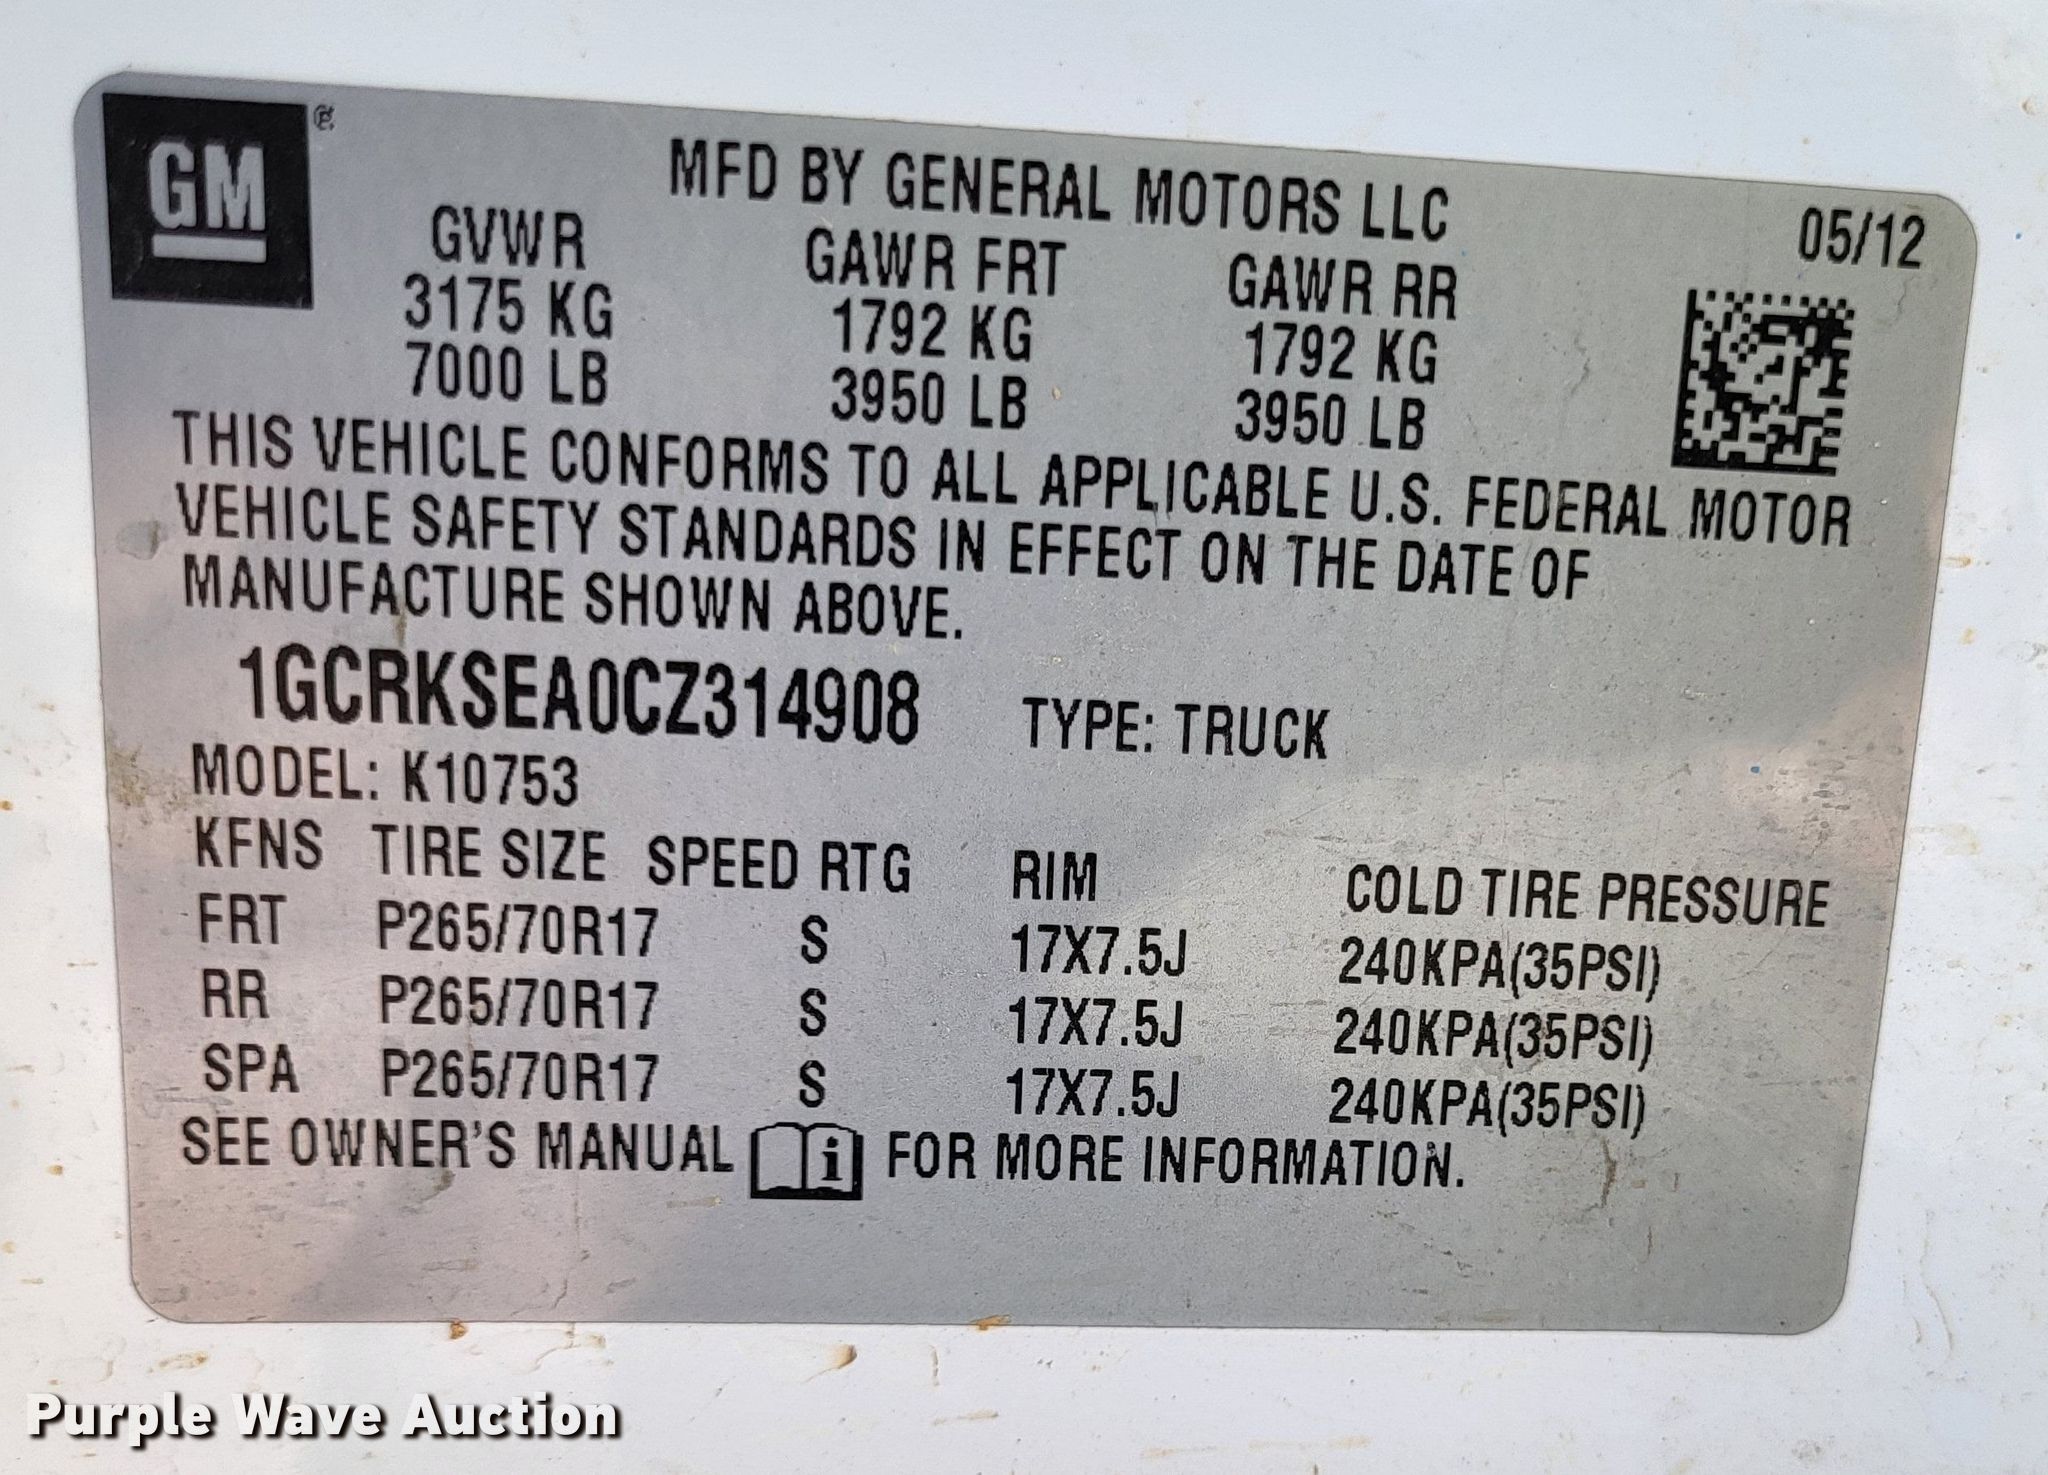 GM
MFD BY GENERAL MOTORS LLC
05/12
GVWR GAWR FRT GAWR RR
3175 KG 1792 KG 1792 KG
7000 LB 3950 LB 3950 LB
THIS VEHICLE CONFORMS TO ALL APPLICABLE U.S. FEDERAL MOTOR
VEHICLE SAFETY STANDARDS IN EFFECT ON THE DATE OF
MANUFACTURE SHOWN ABOVE.
1GCRKSEA0CZ314908 TYPE: TRUCK
MODEL: K10753
KFNS TIRE SIZE SPEED RTG RIM COLD TIRE PRESSURE
FRT P265/70R17 S 17X7.5J 240KPA(35PSI)
RR P265/70R17 S 17X7.5J 240KPA(35PSI)
SPA P265/70R17 S 17X7.5J 240KPA(35PSI)
SEE OWNER'S MANUAL i FOR MORE INFORMATION.
Purple Wave Auction